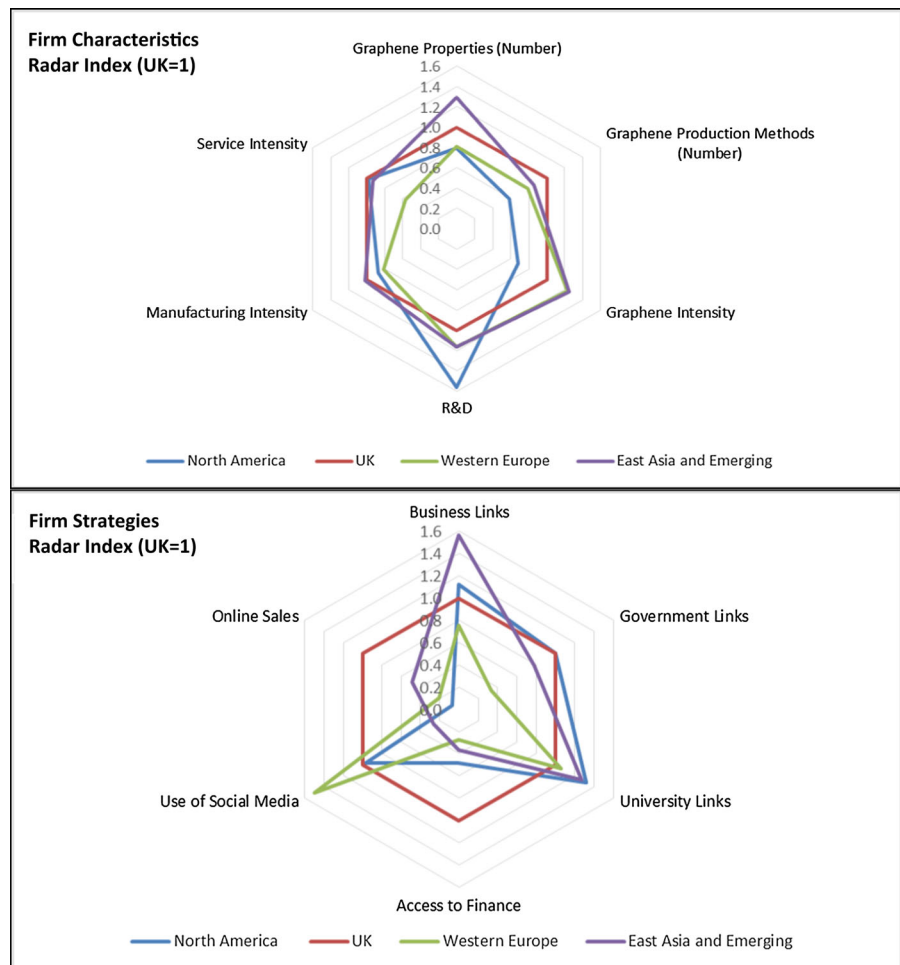 Firm Characteristics
Radar Index (UK=1)
Graphene Properties (Number)
1.6
1.4
1.2
1.0
0.8
0.6
0.4
0.2
0.0
Graphene Production Methods
(Number)
Graphene Intensity
R&D
Manufacturing Intensity
Service Intensity
North America
UK
Western Europe
East Asia and Emerging
Firm Strategies
Radar Index (UK=1)
Business Links
1.6
1.4
1.2
1.0
0.8
0.6
0.4
0.2
0.0
Government Links
University Links
Access to Finance
Use of Social Media
Online Sales
North America
UK
Western Europe
East Asia and Emerging